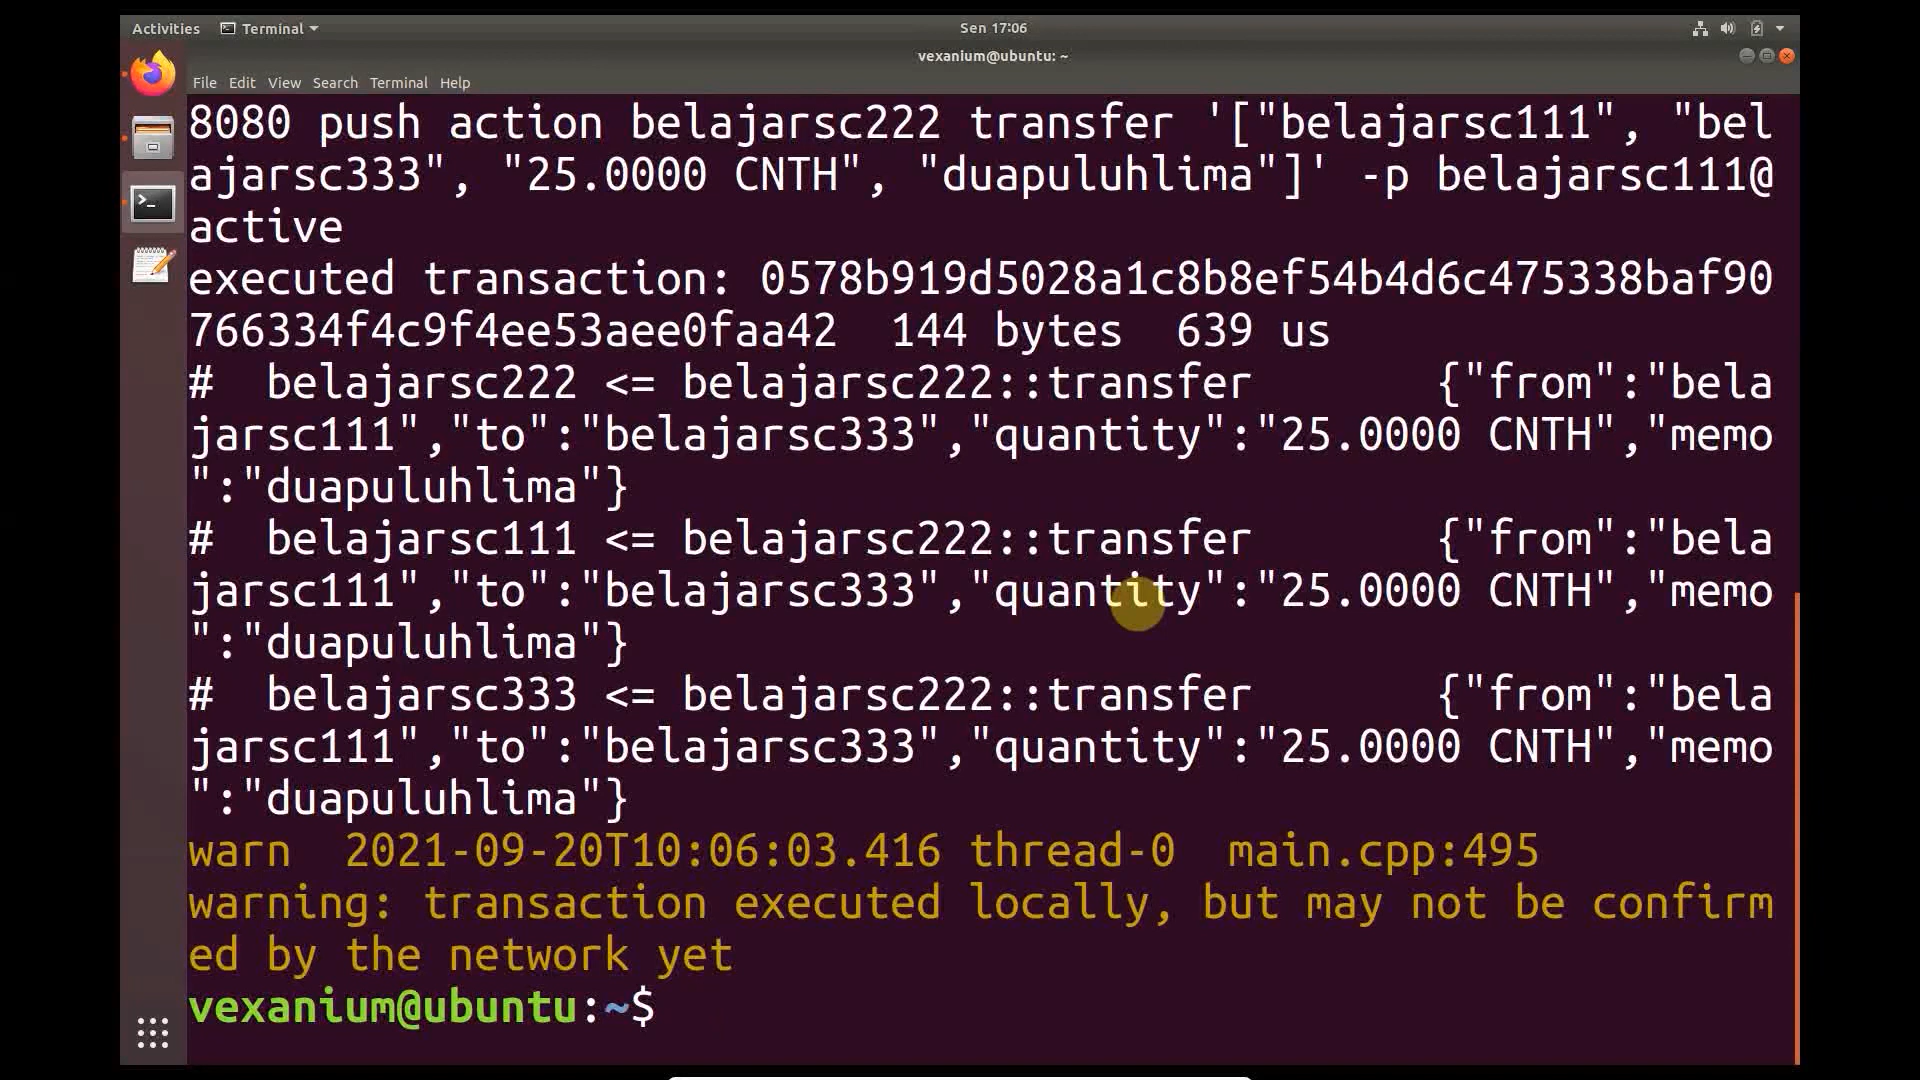 Activities Terminal Sen 17:06
vexanium@ubuntu: ~
File Edit View Search Terminal Help
8080 push action belajarsc222 transfer '["belajarsc111", "bel
ajarsc333", "25.0000 CNTH", "duapuluhlima"]' -p belajarsc111@
active
executed transaction: 0578b919d5028a1c8b8ef54b4d6c475338baf90
766334f4c9f4ee53aee0faa42  144 bytes  639 us
#  belajarsc222 <= belajarsc222::transfer       {"from":"bela
jarsc111","to":"belajarsc333","quantity":"25.0000 CNTH","memo
":"duapuluhlima"}
#  belajarsc111 <= belajarsc222::transfer       {"from":"bela
jarsc111","to":"belajarsc333","quantity":"25.0000 CNTH","memo
":"duapuluhlima"}
#  belajarsc333 <= belajarsc222::transfer       {"from":"bela
jarsc111","to":"belajarsc333","quantity":"25.0000 CNTH","memo
":"duapuluhlima"}
warn  2021-09-20T10:06:03.416 thread-0  main.cpp:495
warning: transaction executed locally, but may not be confirm
ed by the network yet
vexanium@ubuntu:~$